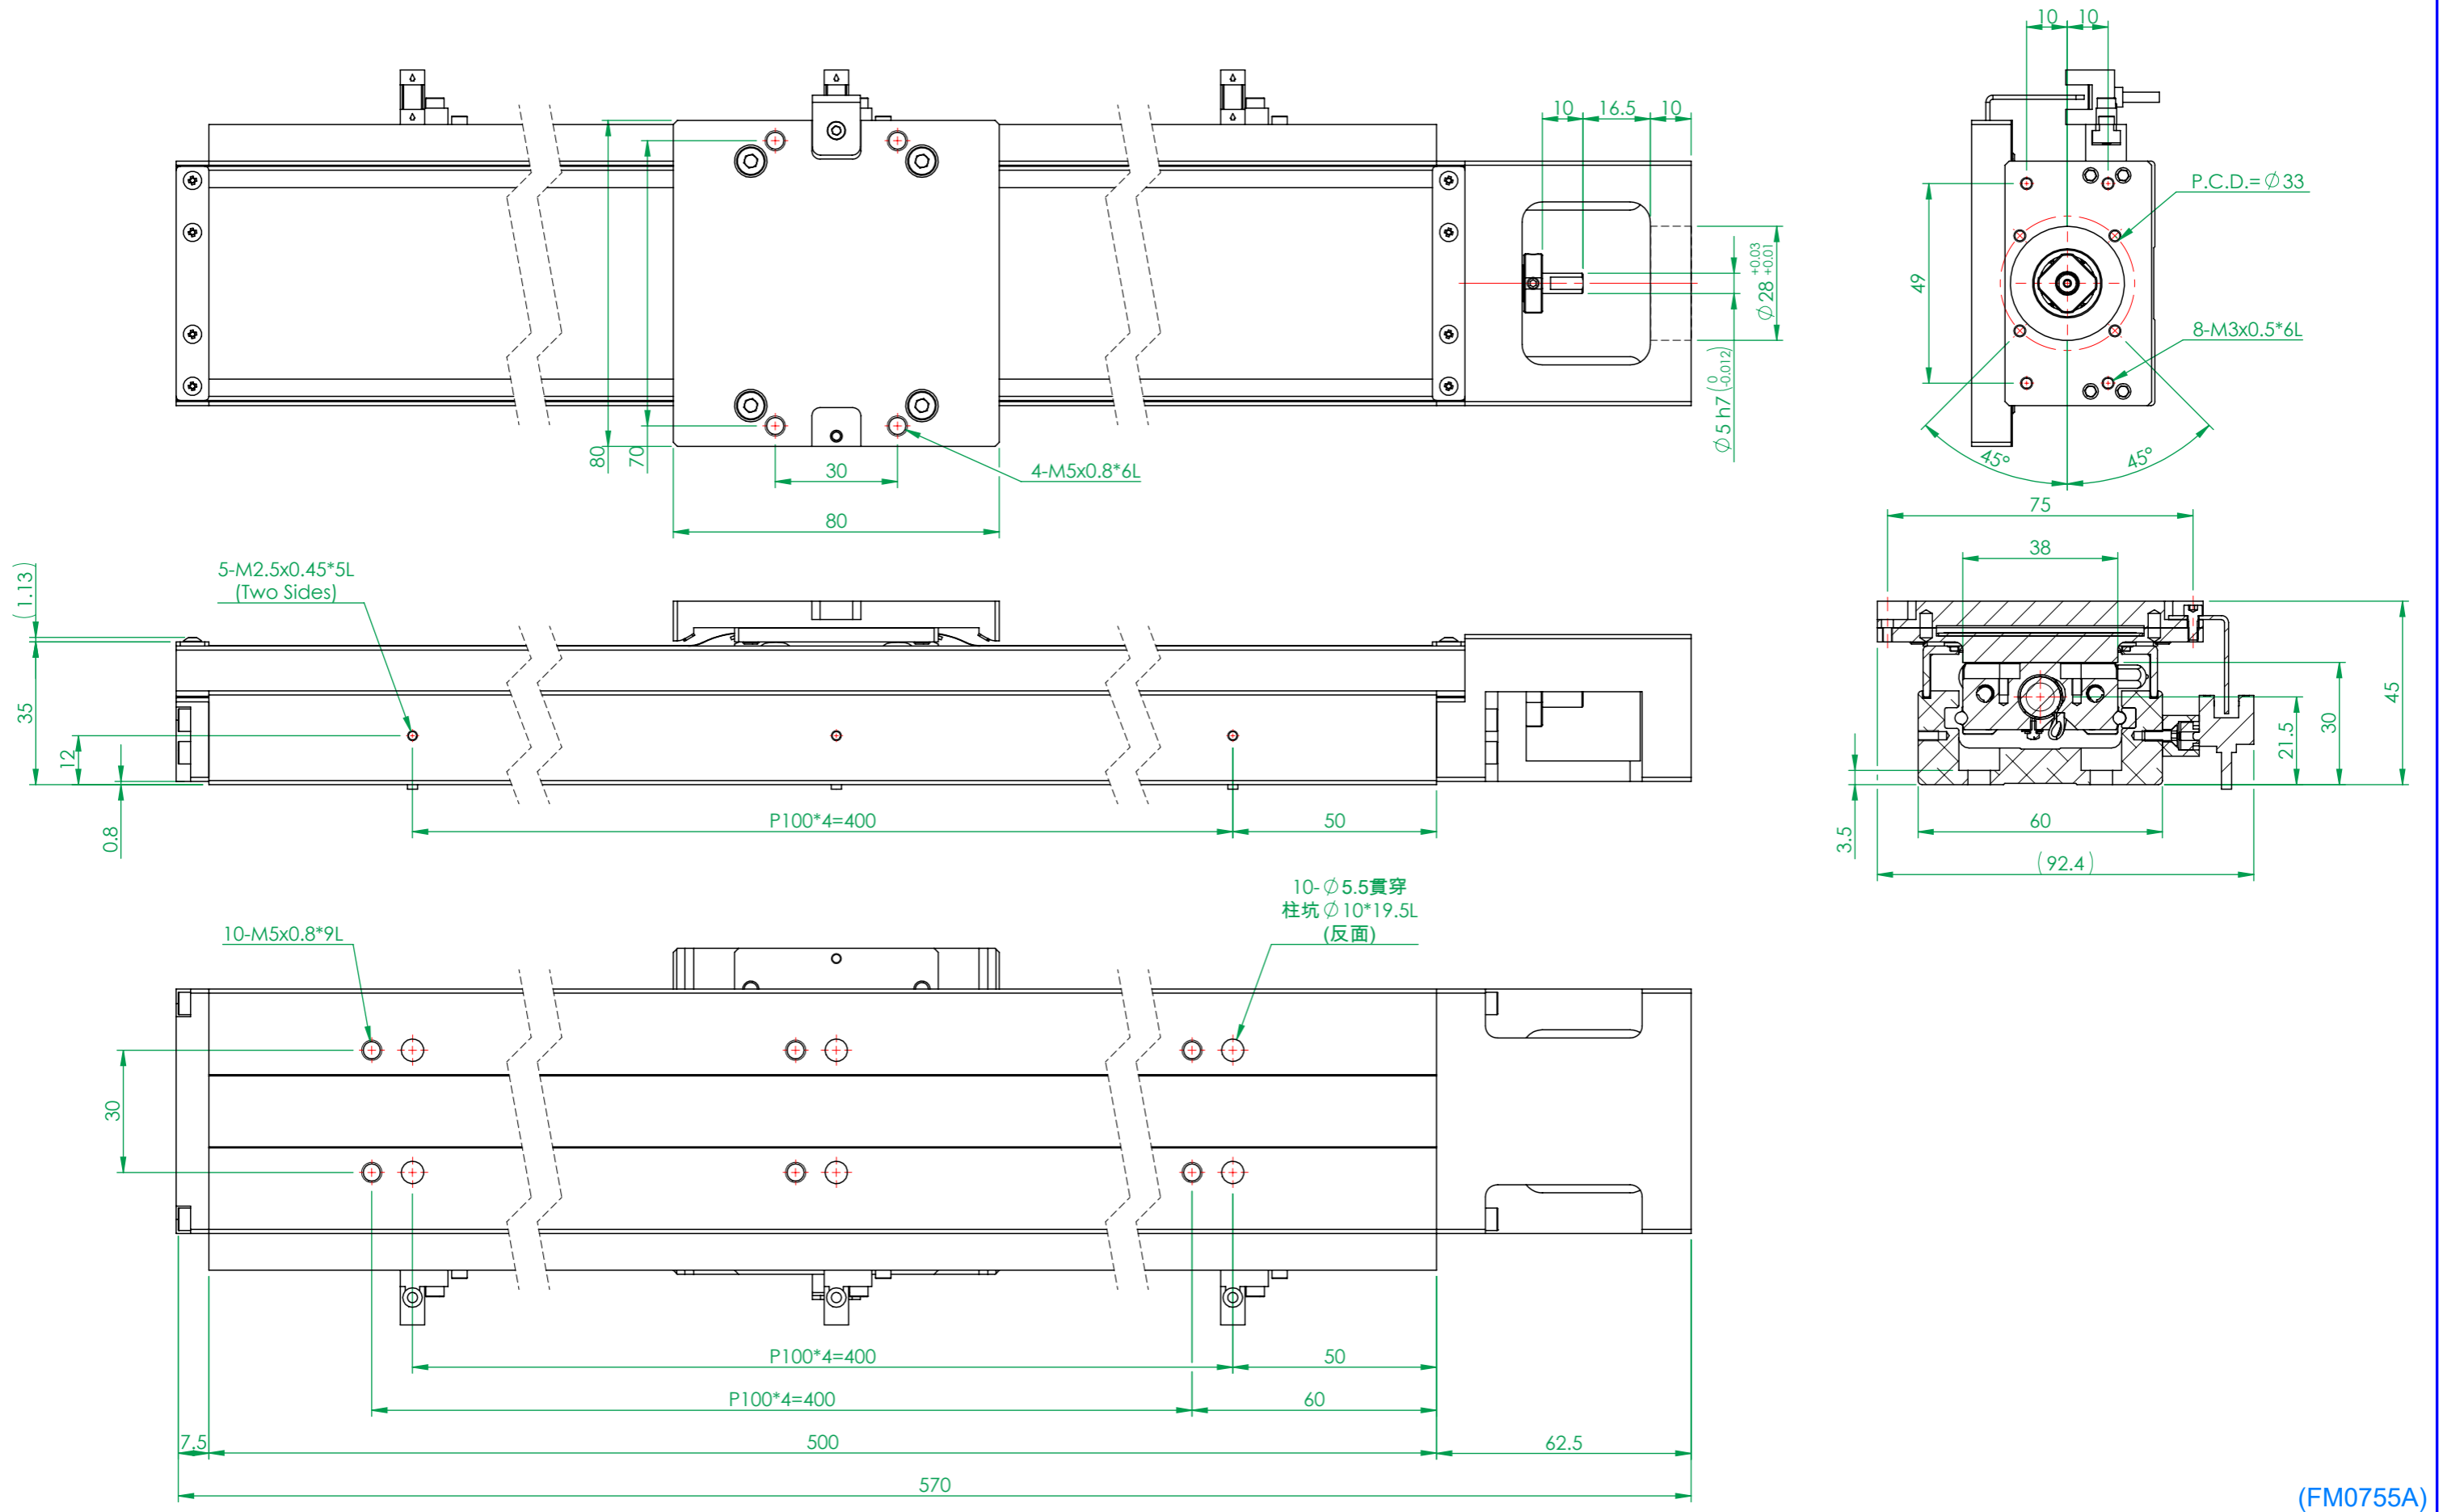 10
10
10
16.5
10
P.C.D.=∅33
49
8-M3x0.5*6L
45°
45°
∅28 +0.03 +0.01
∅5 h7( 0 -0.012)
80
70
30
4-M5x0.8*6L
80
5-M2.5x0.45*5L
(Two Sides)
(1.13)
35
12
0.8
P100*4=400
50
75
38
45
30
21.5
3.5
60
(92.4)
10-∅5.5貫穿
柱坑∅10*19.5L
(反面)
10-M5x0.8*9L
30
P100*4=400
50
P100*4=400
60
7.5
500
62.5
570
(FM0755A)